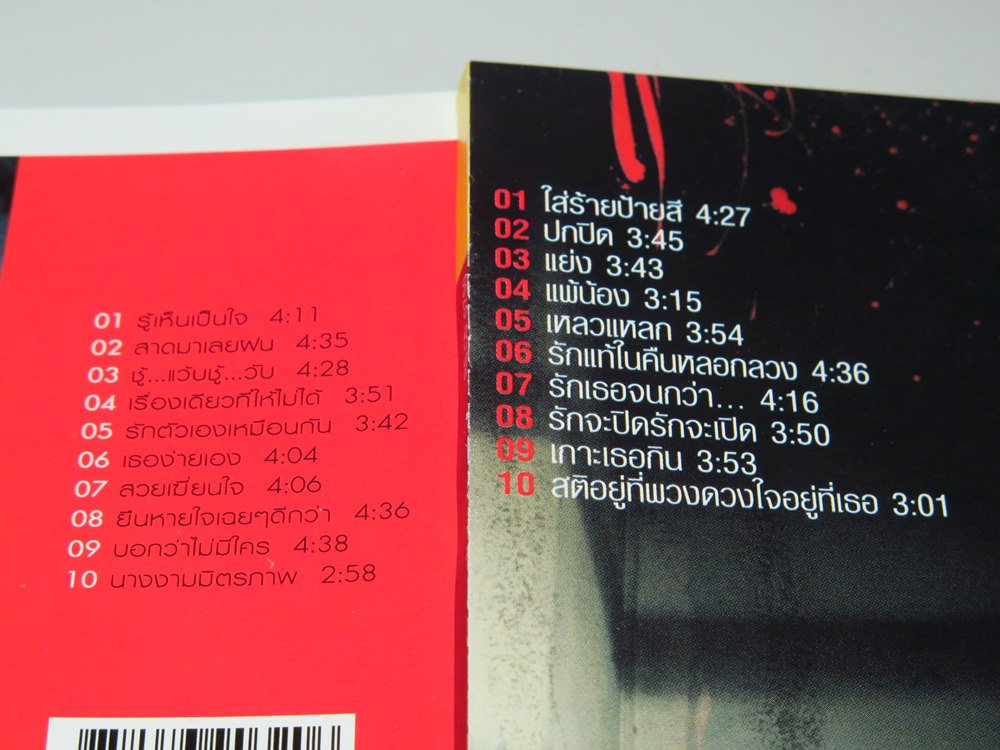 01 รู้เห็นเป็นใจ 4:11
02 สาดมาเลยฝน 4:35
03 ชู้...แว้บชู้...วับ 4:28
04 เรื่องเดียวที่ให้ไม่ได้ 3:51
05 รักตัวเองเหมือนกัน 3:42
06 เธอง่ายเอง 4:04
07 สวยเฆี่ยนใจ 4:06
08 ยืนหายใจเฉยๆดีกว่า 4:36
09 บอกว่าไม่มีใคร 4:38
10 นางงามมิตรภาพ 2:58
01 ใส่ร้ายป้ายสี 4:27
02 ปกปิด 3:45
03 แย่ง 3:43
04 แพ้น้อง 3:15
05 เหลวแหลก 3:54
06 รักแท้ในคืนหลอกลวง 4:36
07 รักเธอจนกว่า... 4:16
08 รักจะปิดรักจะเปิด 3:50
09 เกาะเธอกิน 3:53
10 สติอยู่ที่พวงดวงใจอยู่ที่เธอ 3:01